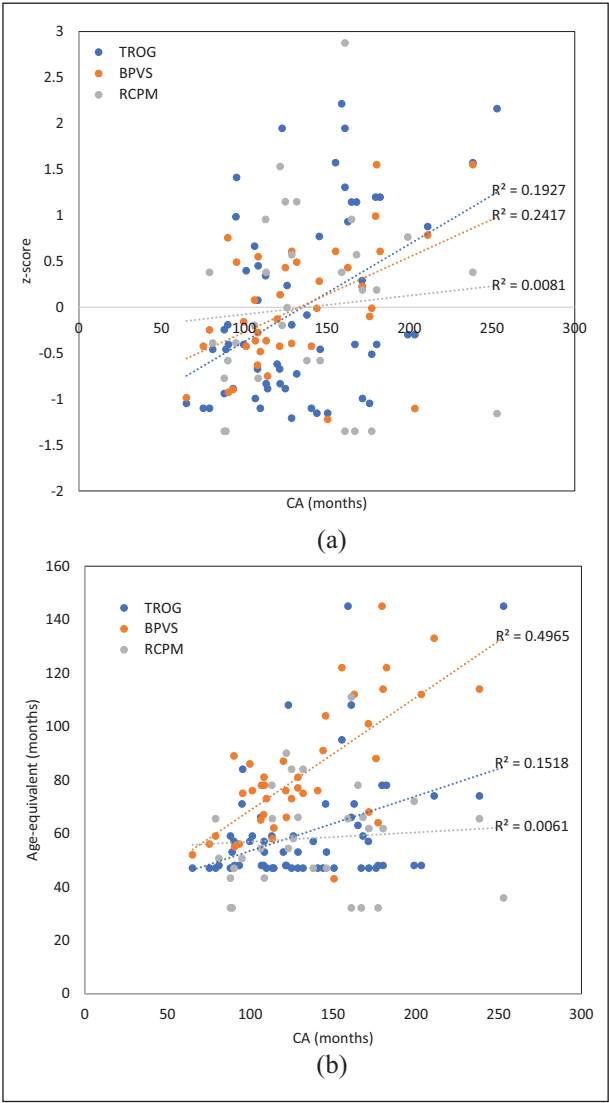 3
2.5
2
1.5
1
0.5
0
-0.5
-1
-1.5
-2
z-score
TROG
BPVS
RCPM
R² = 0.1927
R² = 0.2417
R² = 0.0081
0 50 100 150 200 250 300
CA (months)
(a)
160
140
120
100
80
60
40
20
0
Age-equivalent (months)
TROG
BPVS
RCPM
R² = 0.4965
R² = 0.1518
R² = 0.0061
0 50 100 150 200 250 300
CA (months)
(b)